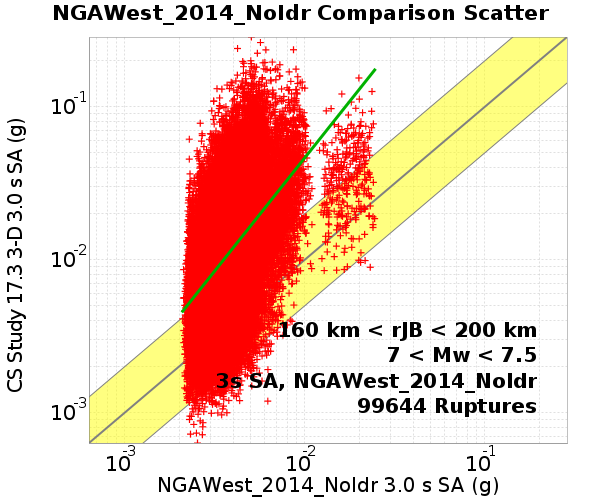 NGAWest_2014_NoIdr Comparison Scatter
CS Study 17.3 3-D 3.0 s SA (g)
10-1
10-2
10-3
160 km < rJB < 200 km
7 < Mw < 7.5
3s SA, NGAWest_2014_NoIdr
99644 Ruptures
10-3 10-2 10-1
NGAWest_2014_NoIdr 3.0 s SA (g)